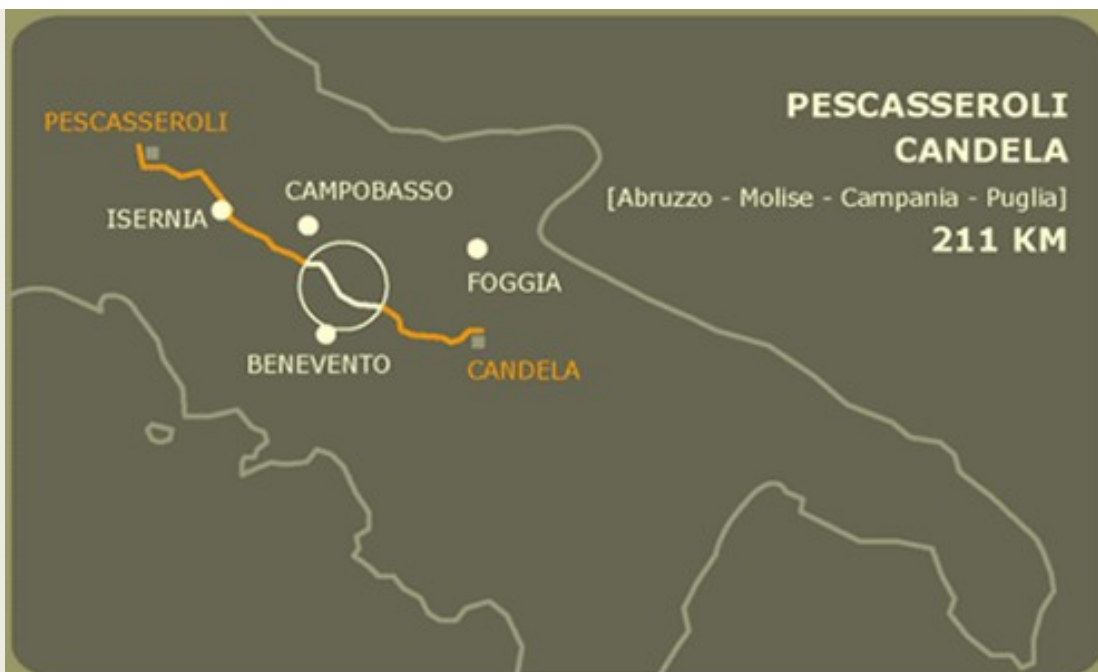 PESCASSEROLI
CANDELA
[Abruzzo - Molise - Campania - Puglia]
211 KM
PESCASSEROLI
CAMPOBASSO
ISERNIA
FOGGIA
BENEVENTO
CANDELA